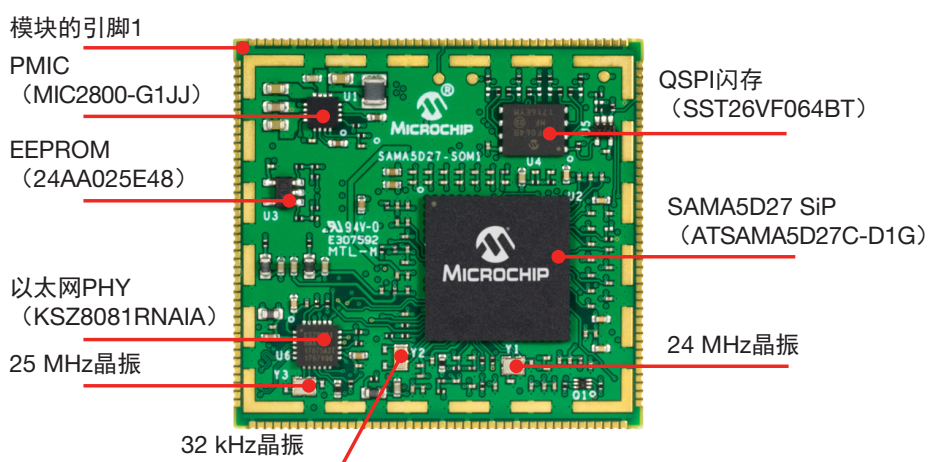 模块的引脚1
PMIC
（MIC2800-G1JJ）
EEPROM
（24AA025E48）
以太网PHY
（KSZ8081RNAIA）
25 MHz晶振
32 kHz晶振
QSPI闪存
（SST26VF064BT）
SAMA5D27 SiP
（ATSAMA5D27C-D1G）
24 MHz晶振
U1
®
MICROCHIP
SAMA5D27-SOM1
U4
U5
U2
U3
94V-0
E307592
MTL-M
MICROCHIP
U6
Y3
Y2
Y1
Q1